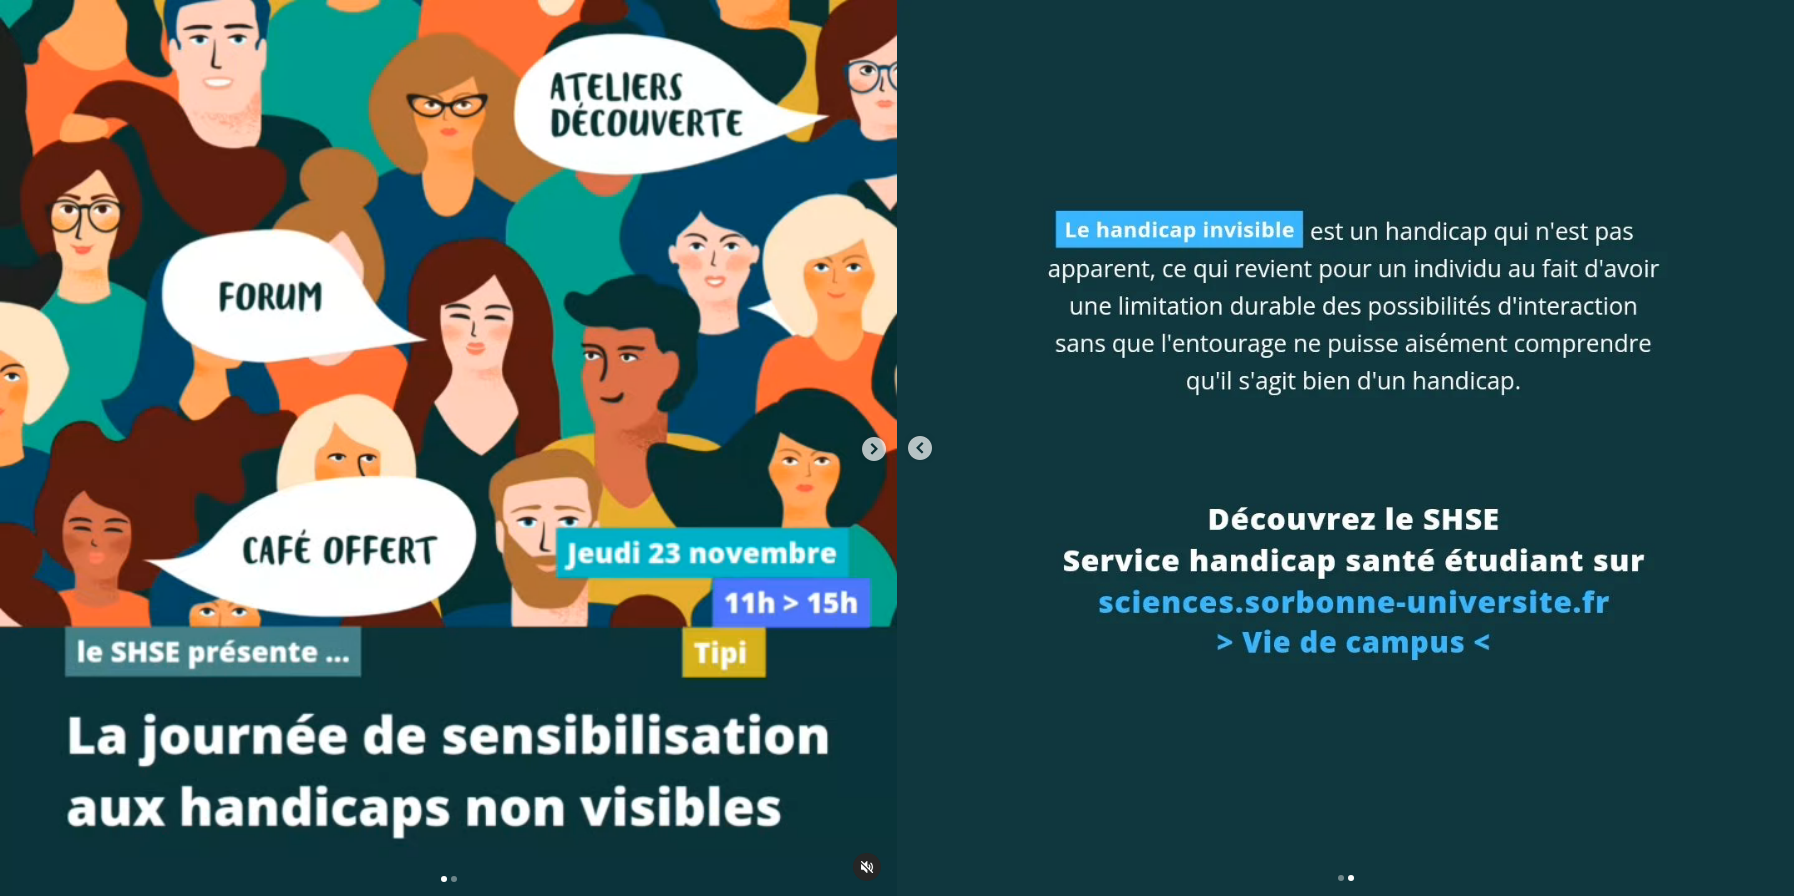 ATELIERS
DÉCOUVERTE
FORUM
CAFÉ OFFERT
Jeudi 23 novembre
11h > 15h
le SHSE présente ...
Tipi
La journée de sensibilisation
aux handicaps non visibles
Le handicap invisible est un handicap qui n'est pas
apparent, ce qui revient pour un individu au fait d'avoir
une limitation durable des possibilités d'interaction
sans que l'entourage ne puisse aisément comprendre
qu'il s'agit bien d'un handicap.
Découvrez le SHSE
Service handicap santé étudiant sur
sciences.sorbonne-universite.fr
> Vie de campus <